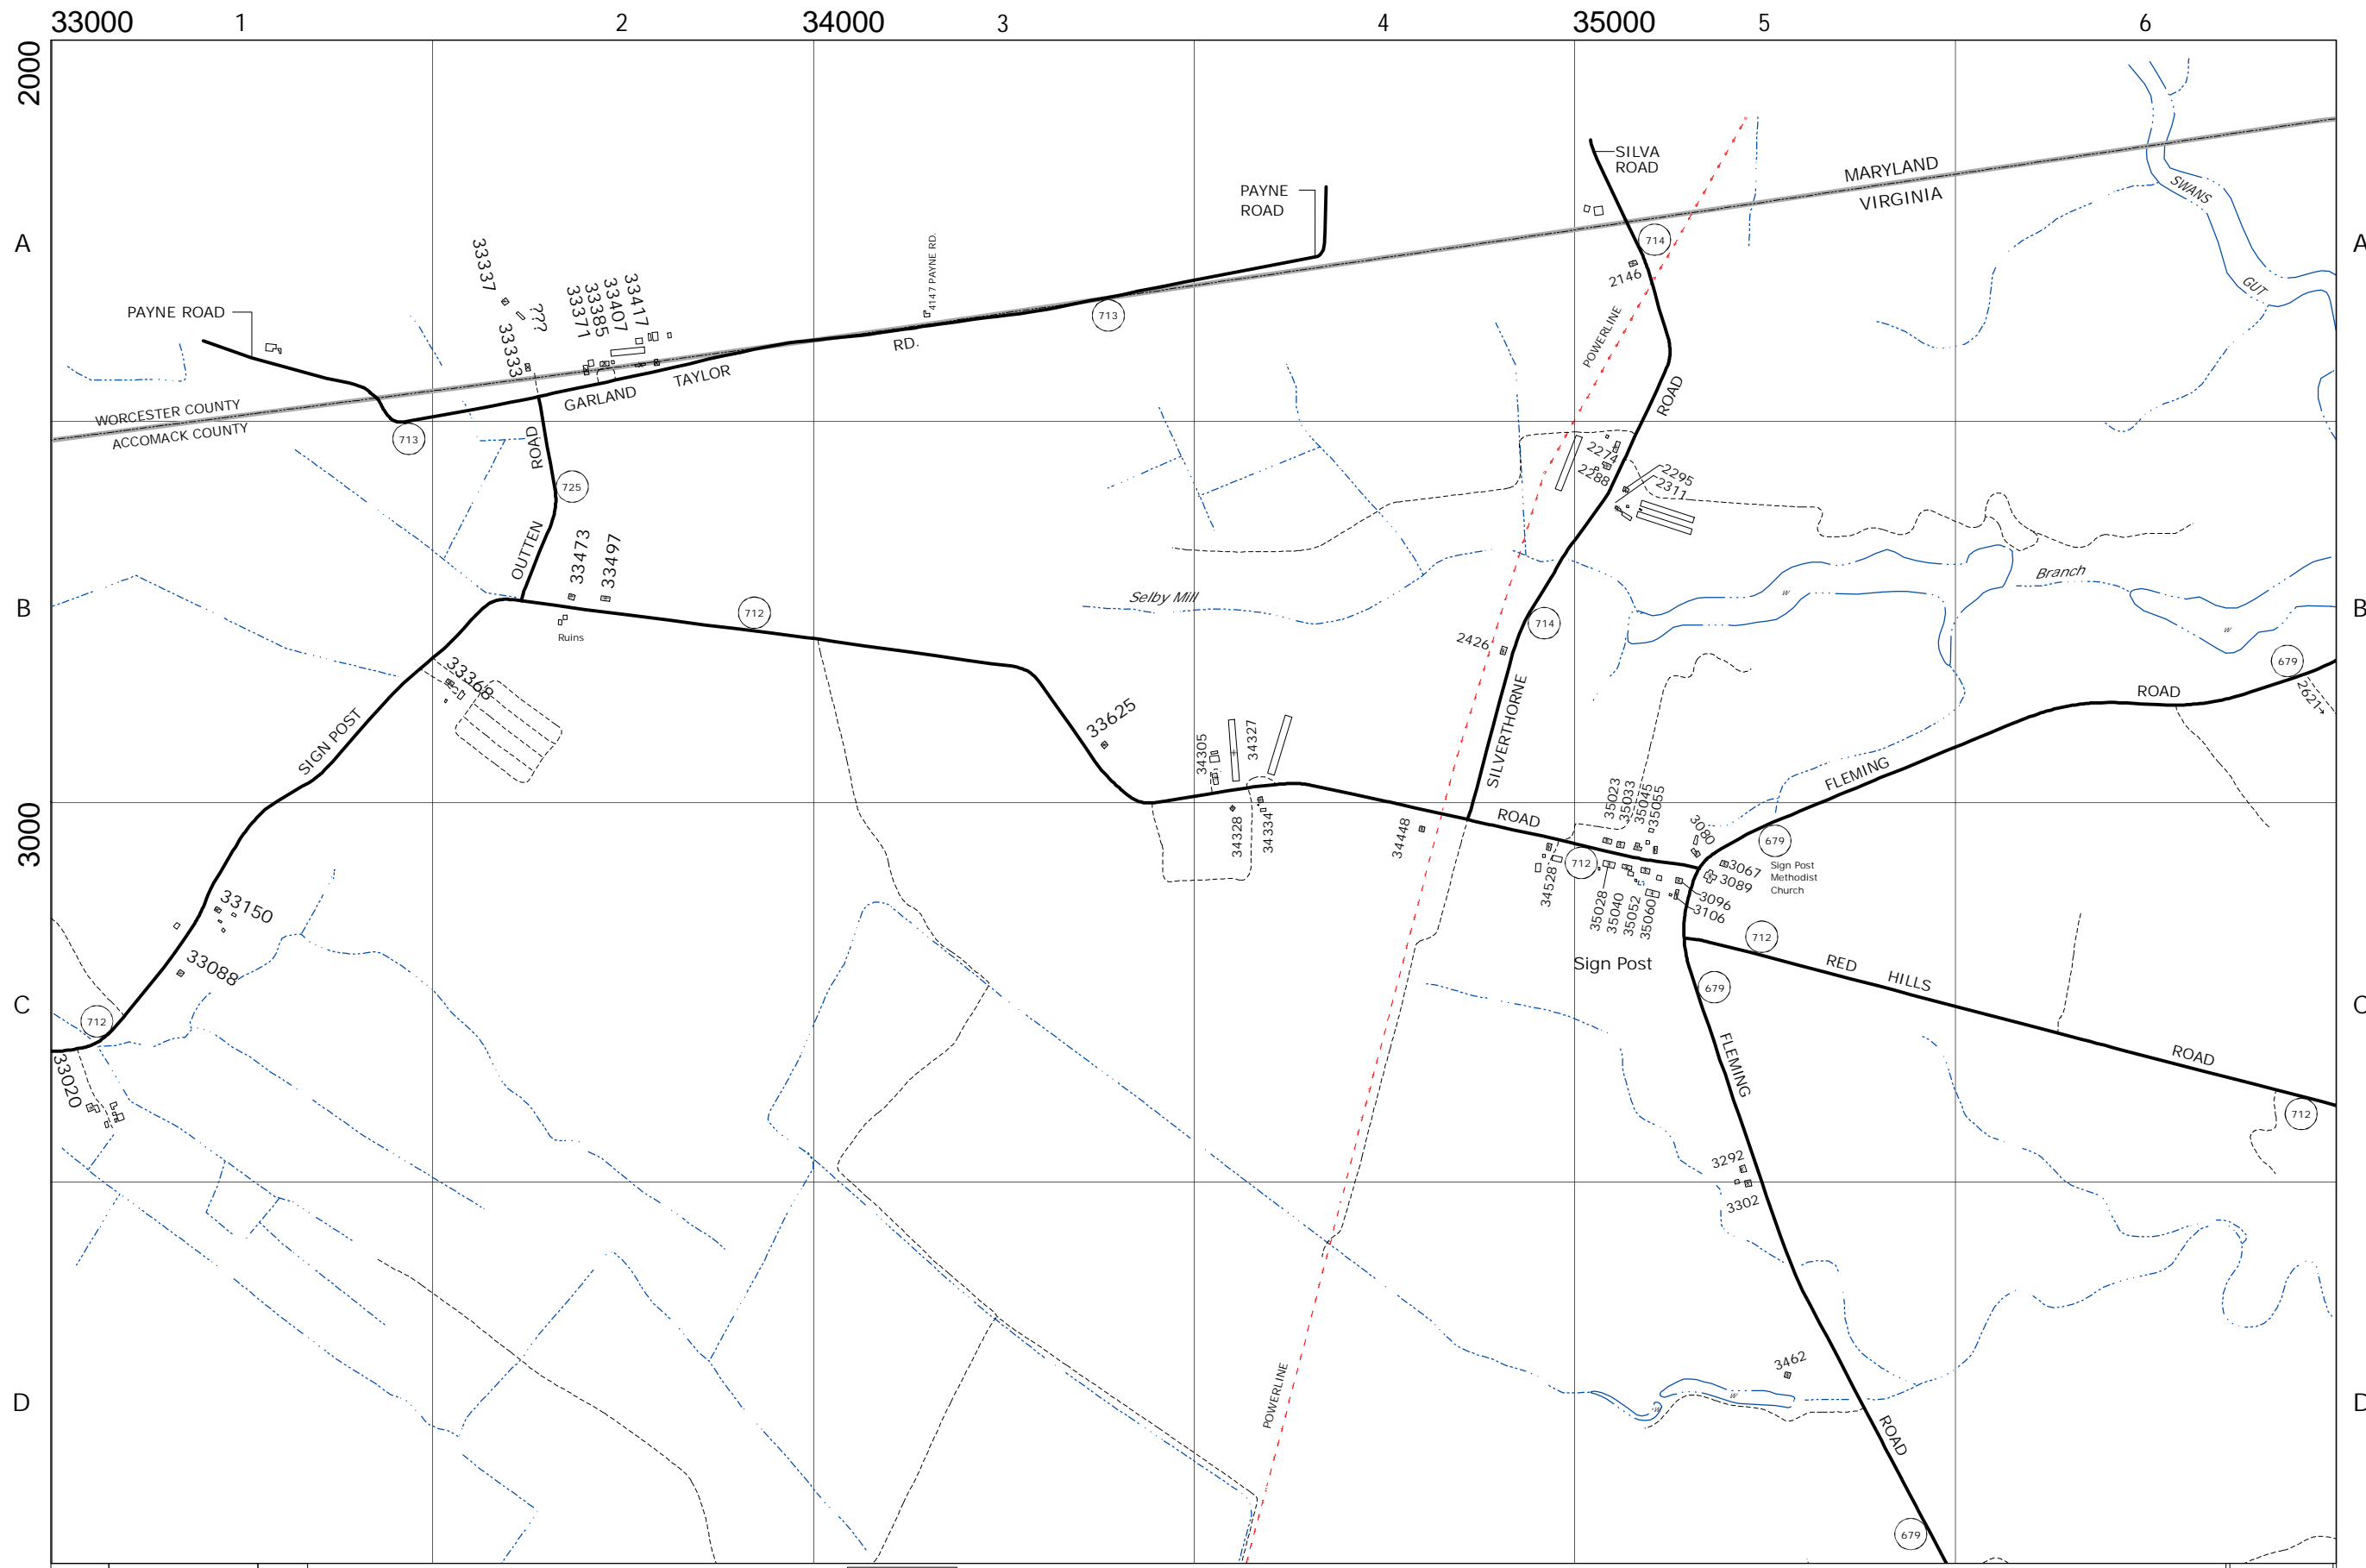 33000 1 2 34000 3 4 35000 5 6
2000
SILVA
ROAD
MARYLAND
VIRGINIA
SWANS
GUT
PAYNE
ROAD
A
A
714
2146
4147 PAYNE RD.
33337
???
33333
33371
33385
33407
33417
PAYNE ROAD
713
RD.
POWERLINE
TAYLOR
GARLAND
ROAD
WORCESTER COUNTY
ACCOMACK COUNTY
713
ROAD
725
2274
2288
2295
2311
OUTTEN
33473
33497
Branch
W
Selby Mill
B
B
712
714
W
Ruins
2426
679
33368
ROAD
2621
SILVERTHORNE
33625
SIGN POST
34305
34327
FLEMING
3000
35023
35033
35045
35055
ROAD
34328
34334
34448
3080
679
712
34528
3067
3089
Sign Post
Methodist
Church
33150
35028
35040
35052
35060
3096
3106
712
33088
Sign Post
RED HILLS
679
C
C
712
FLEMING
ROAD
33020
712
3292
3302
3462
POWERLINE
W
W
D
D
ROAD
679